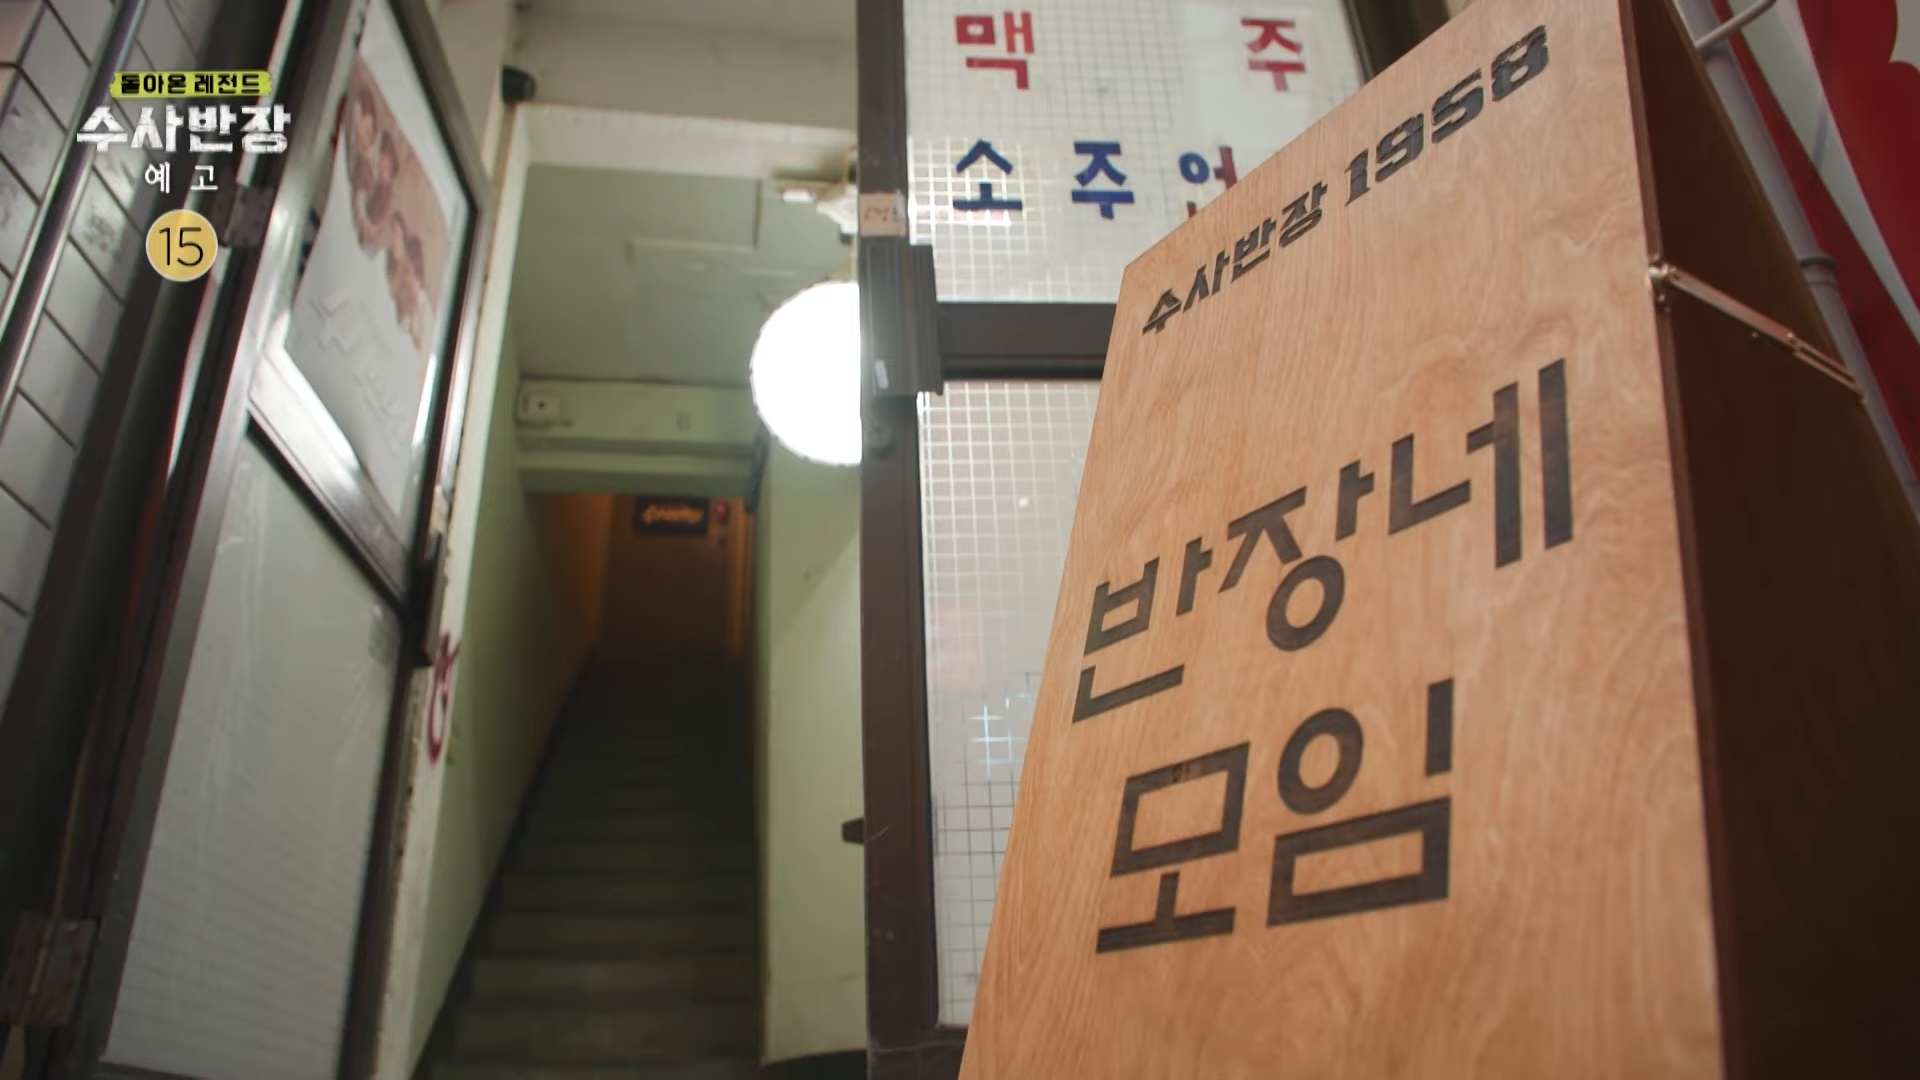 돌아온 레전드
수사반장
예고
15
맥 주
소 주
수사반장 1958
반장네
모임